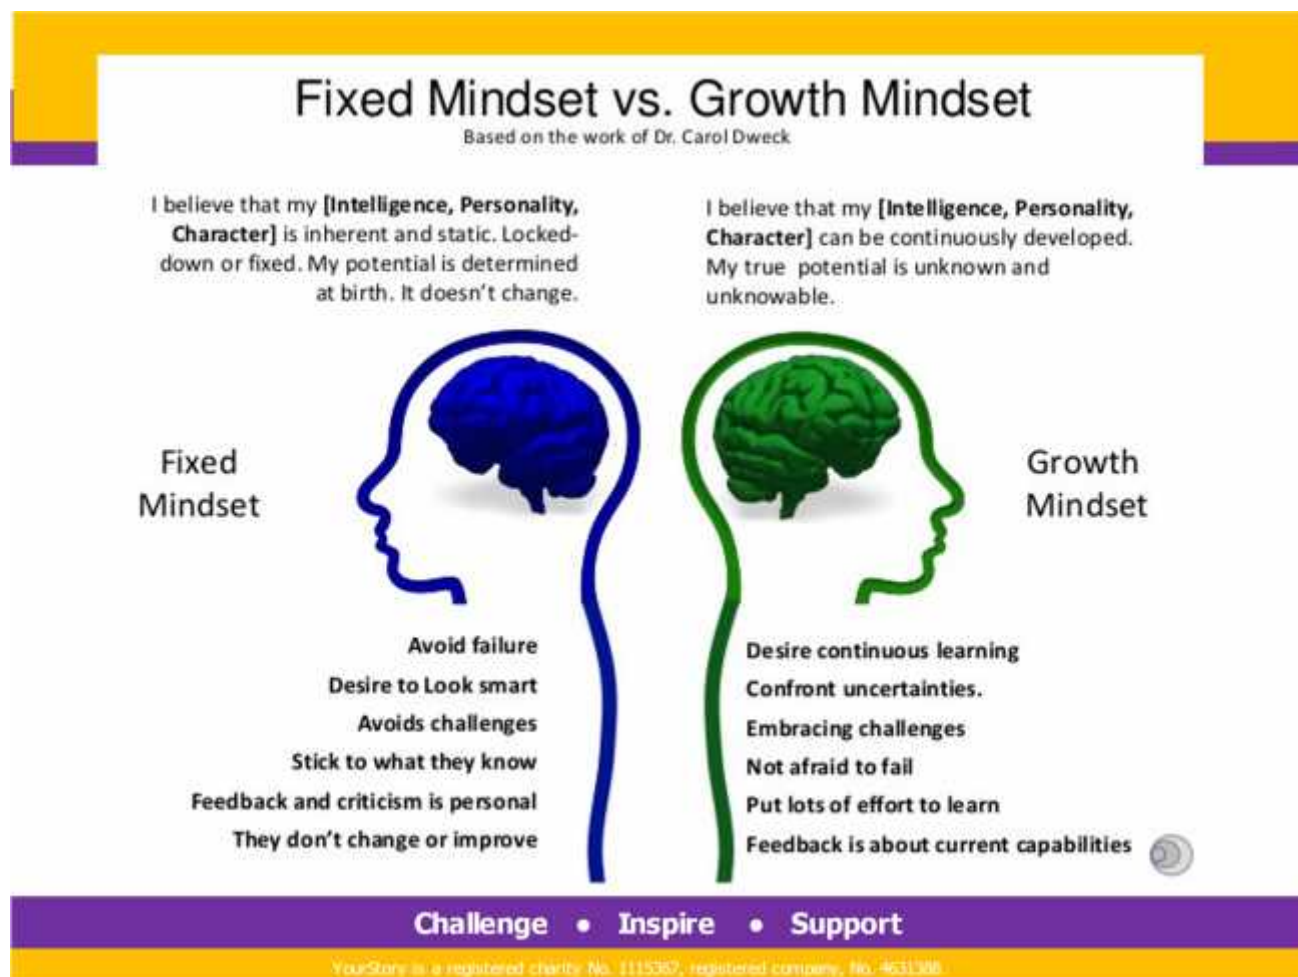 Fixed Mindset vs. Growth Mindset
Based on the work of Dr. Carol Dweck
I believe that my [Intelligence, Personality,
Character] is inherent and static. Locked-
down or fixed. My potential is determined
at birth. It doesn't change.
I believe that my [Intelligence, Personality,
Character] can be continuously developed.
My true potential is unknown and
unknowable.
Fixed
Mindset
Growth
Mindset
Avoid failure
Desire to Look smart
Avoids challenges
Stick to what they know
Feedback and criticism is personal
They don't change or improve
Desire continuous learning
Confront uncertainties.
Embracing challenges
Not afraid to fail
Put lots of effort to learn
Feedback is about current capabilities
Challenge • Inspire • Support
YourStory is a registered charity No. 1115367, registered company, No. 4631388